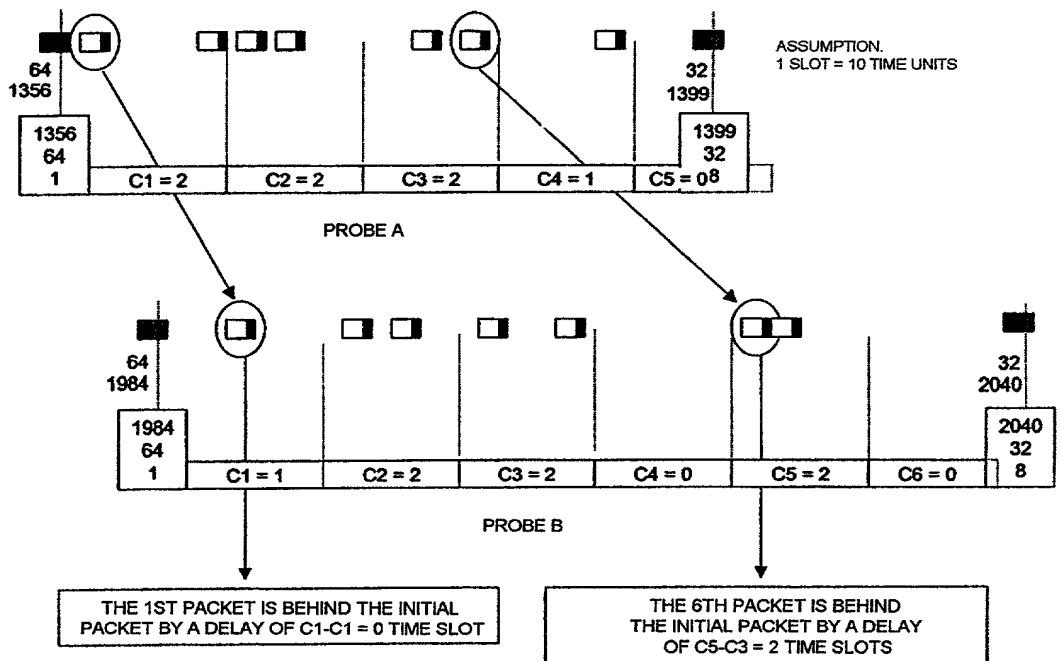 ASSUMPTION.
1 SLOT = 10 TIME UNITS
64
1356
32
1399
1356
64
1
C1 = 2
C2 = 2
C3 = 2
C4 = 1
C5 = 0
1399
32
8
PROBE A
64
1984
32
2040
1984
64
1
C1 = 1
C2 = 2
C3 = 2
C4 = 0
C5 = 2
C6 = 0
2040
32
8
PROBE B
THE 1ST PACKET IS BEHIND THE INITIAL
PACKET BY A DELAY OF C1-C1 = 0 TIME SLOT
THE 6TH PACKET IS BEHIND
THE INITIAL PACKET BY A DELAY
OF C5-C3 = 2 TIME SLOTS